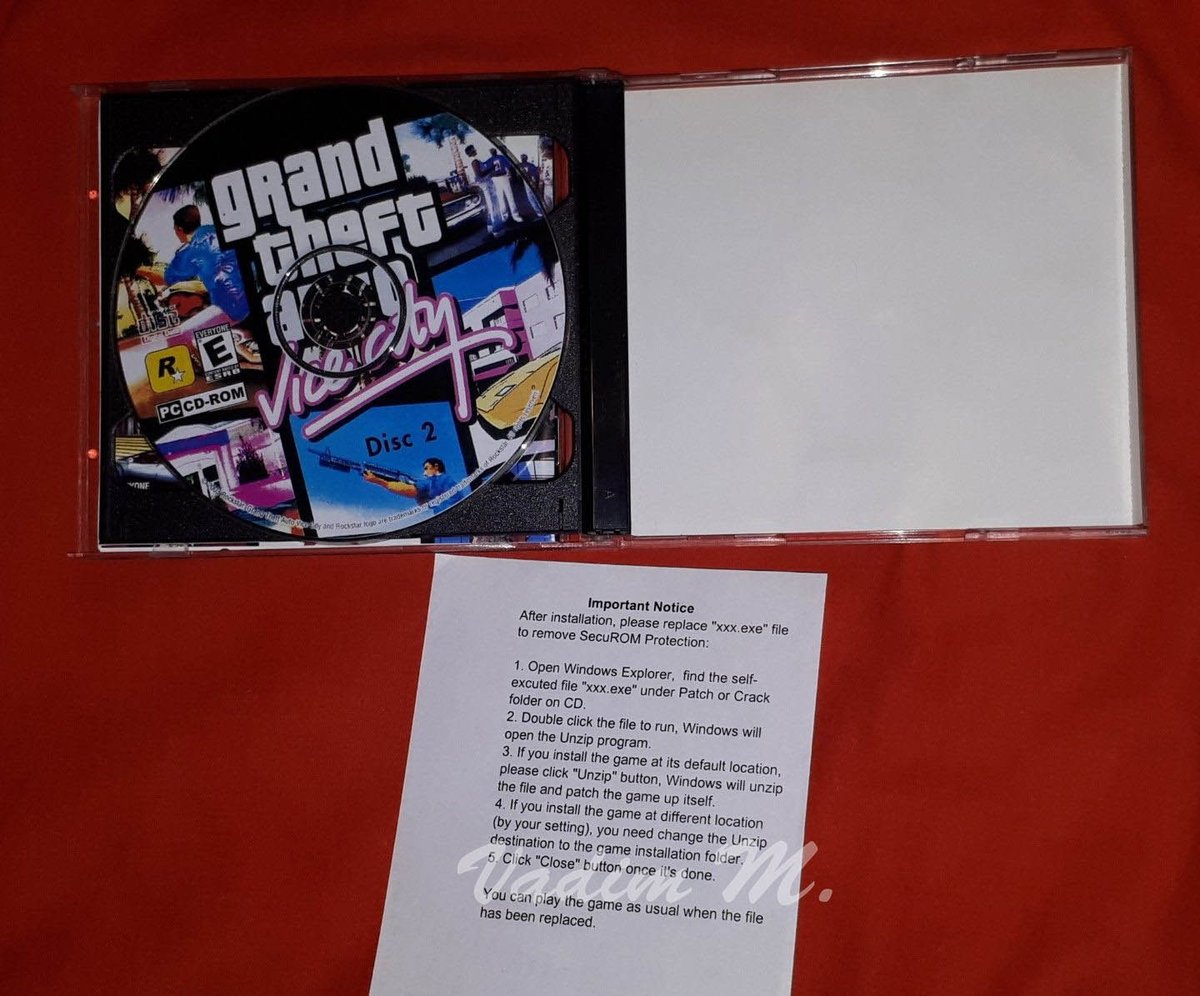 grand
theft
auto
vice city
Disc 2
R
EVERYONE
E
CONTENT RATED BY
ESRB
PC CD-ROM
YONE
A
Important Notice
After installation, please replace "xxx.exe" file
to remove SecuROM Protection:
1. Open Windows Explorer, find the self-
excuted file "xxx.exe" under Patch or Crack
folder on CD.
2. Double click the file to run, Windows will
open the Unzip program.
3. If you install the game at its default location,
please click "Unzip" button, Windows will unzip
the file and patch the game up itself.
4. If you install the game at different location
(by your setting), you need change the Unzip
destination to the game installation folder.
5. Click "Close" button once it's done.
You can play the game as usual when the file
has been replaced.
Vadim M.